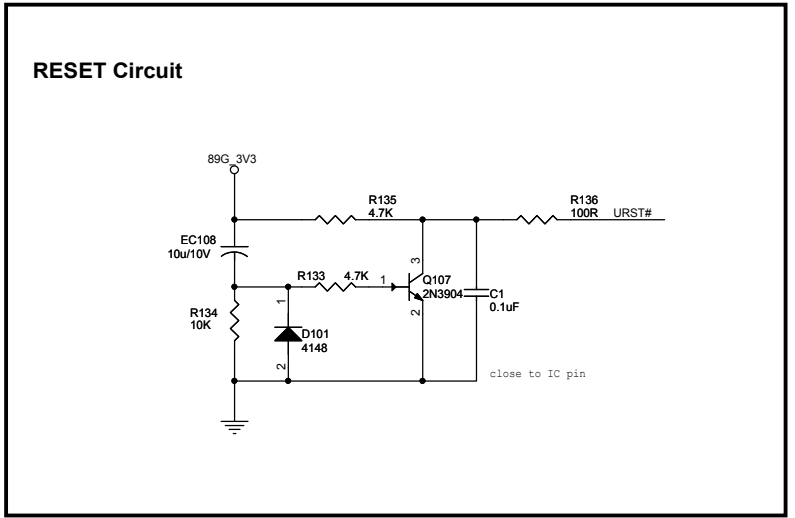 RESET Circuit
89G_3V3
R135
4.7K
R136
100R
URST#
EC108
10u/10V
R133
4.7K
1
3
Q107
2N3904
2
C1
0.1uF
R134
10K
1
D101
4148
2
close to IC pin